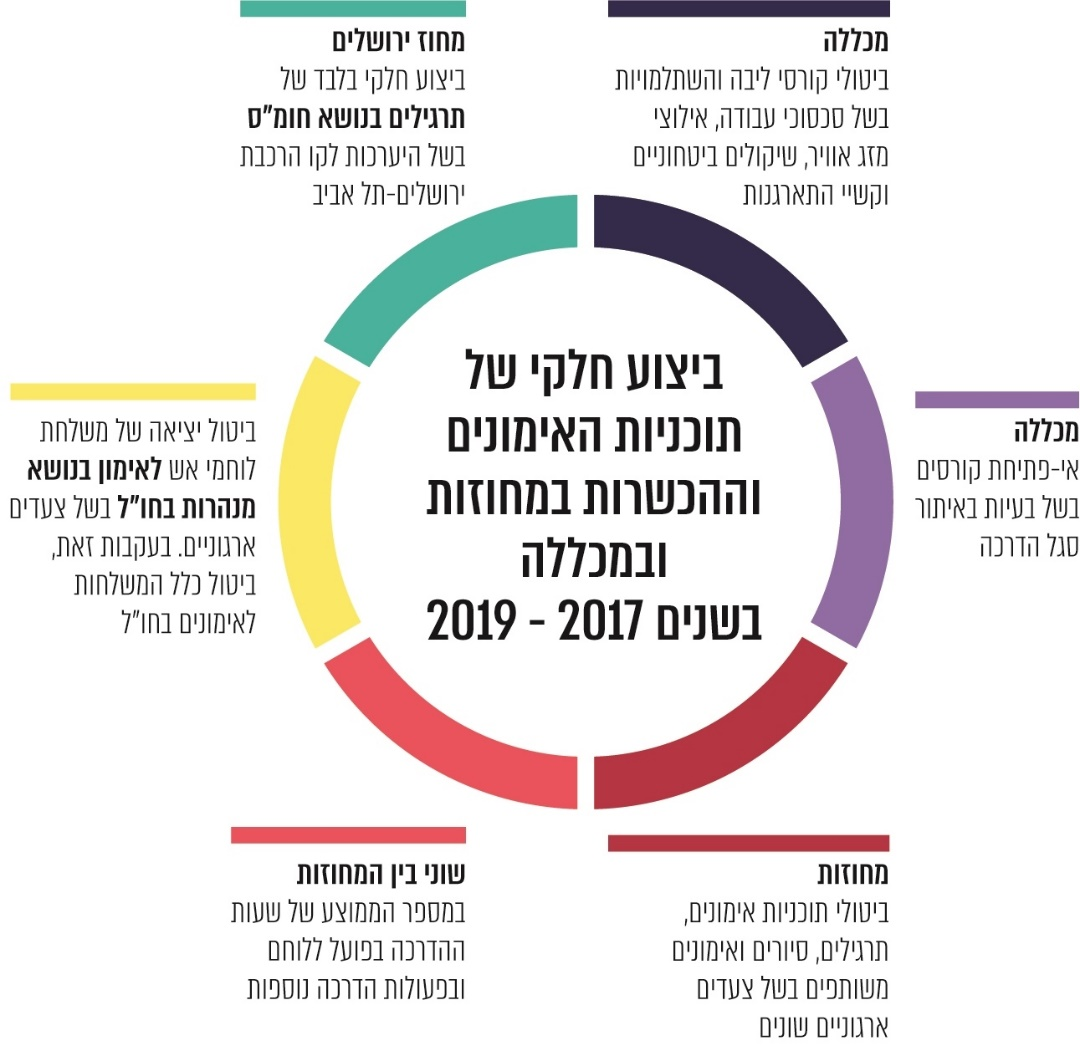 מכללה
ביטולי קורסי ליבה והשתלמויות
בשל סכסוכי עבודה, אילוצי
מזג אוויר, שיקולים ביטחוניים
וקשיי התארגנות
מחוז ירושלים
ביצוע חלקי בלבד של
תרגילים בנושא חומ"ס
בשל היערכות לקו הרכבת
ירושלים-תל אביב
ביצוע חלקי של
תוכניות האימונים
וההכשרות במחוזות
ובמכללה
בשנים 2017 - 2019
מכללה
אי-פתיחת קורסים
בשל בעיות באיתור
סגל הדרכה
ביטול יציאה של משלחת
לוחמי אש לאימון בנושא
מנהרות בחו"ל בשל צעדים
ארגוניים. בעקבות זאת,
ביטול כלל המשלחות
לאימונים בחו"ל
מחוזות
ביטולי תוכניות אימונים,
תרגילים, סיורים ואימונים
משותפים בשל צעדים
ארגוניים שונים
שוני בין המחוזות
במספר הממוצע של שעות
ההדרכה בפועל ללוחם
ובפעולות הדרכה נוספות